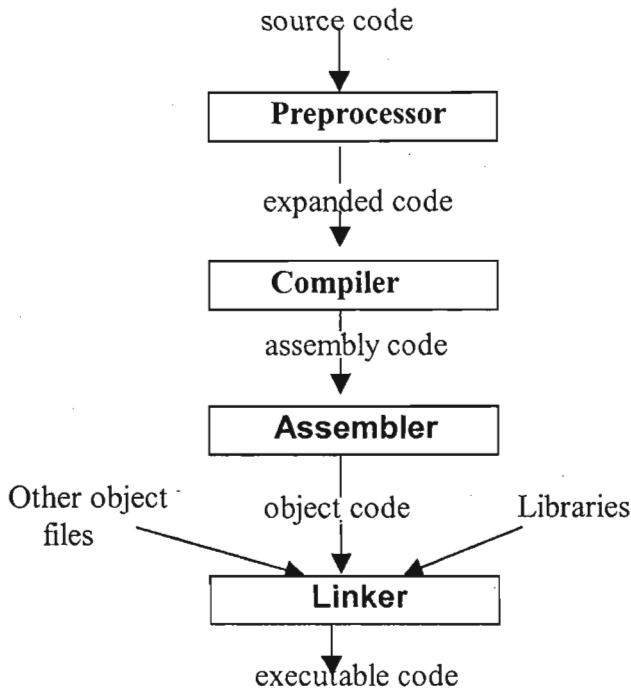 source code
Preprocessor
expanded code
Compiler
assembly code
Assembler
Other object
files
object code
Libraries
Linker
executable code